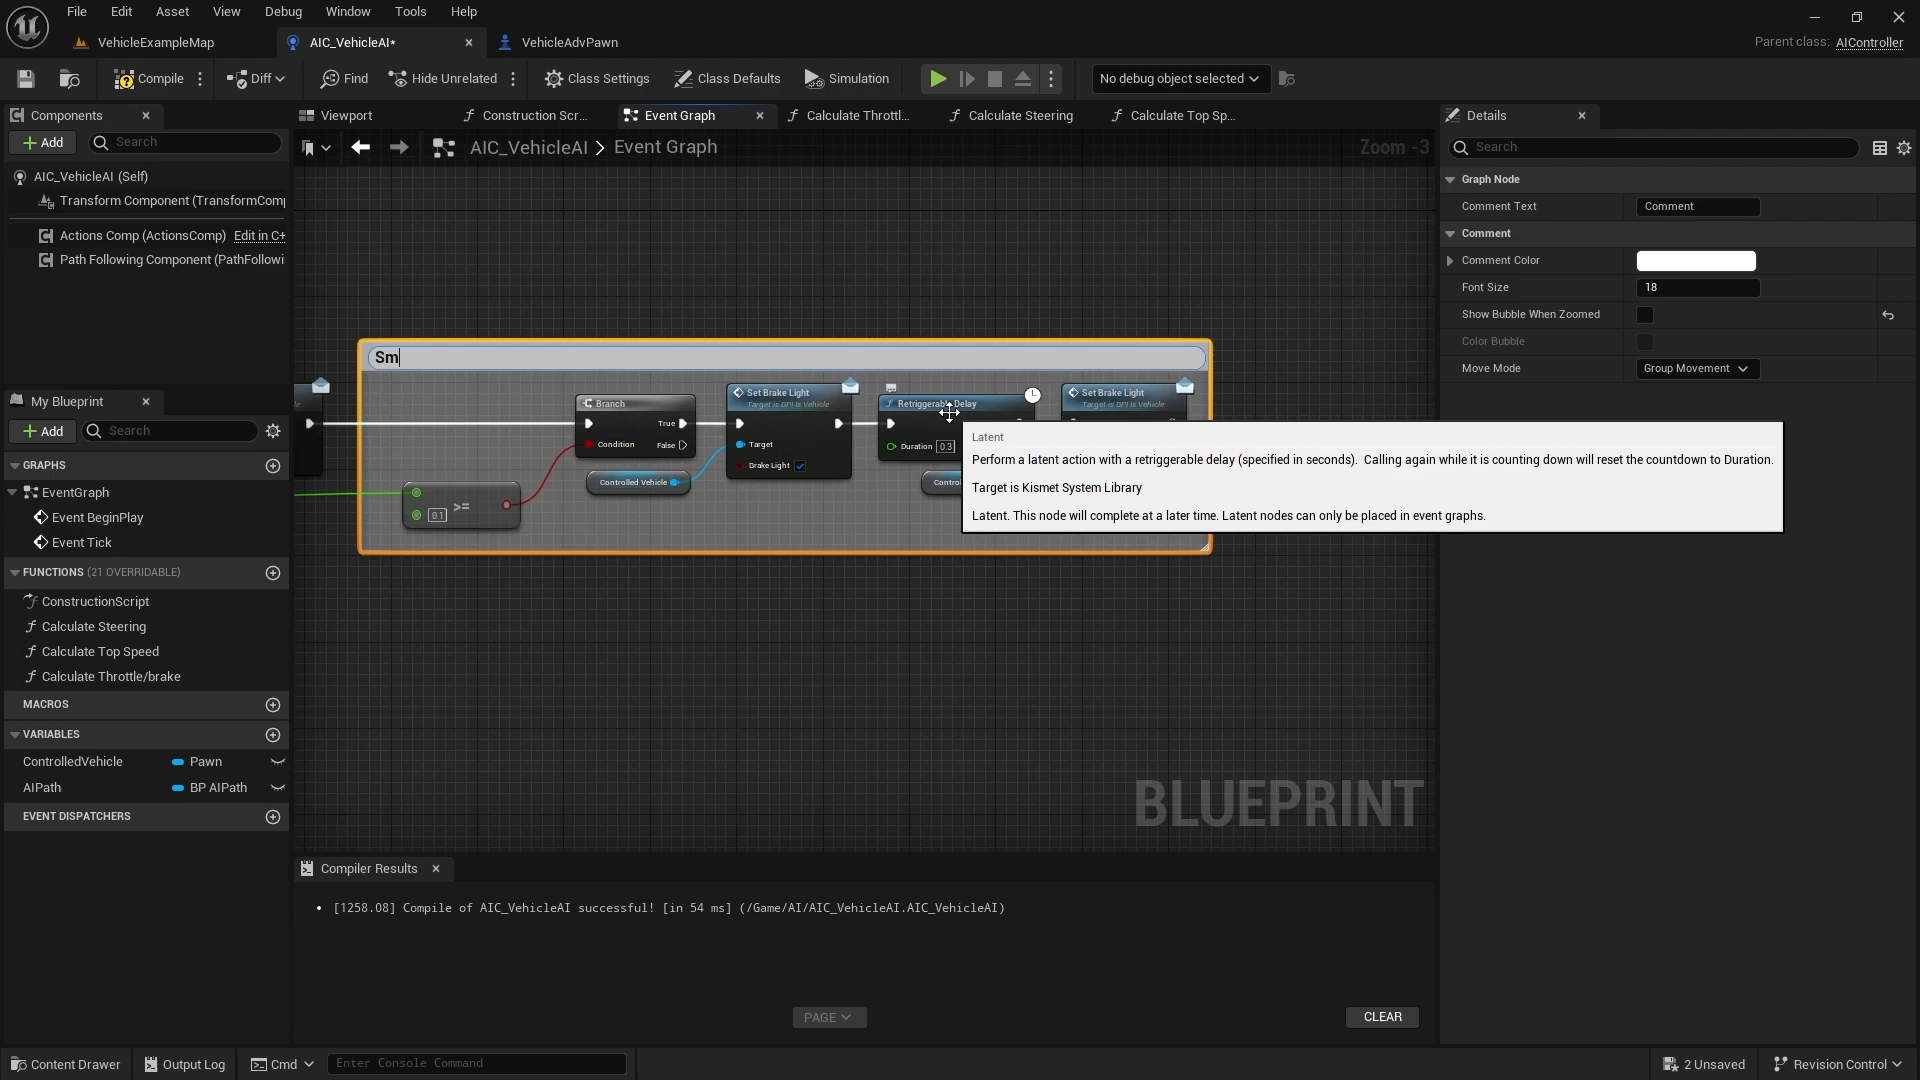 File Edit Asset View Debug Window Tools Help
VehicleExampleMap AIC_VehicleAI* VehicleAdvPawn
Parent class: AIController
Compile Diff Find Hide Unrelated Class Settings Class Defaults Simulation No debug object selected
Components
Add Search
AIC_VehicleAI (Self)
Transform Component (TransformComp
Actions Comp (ActionsComp) Edit in C+
Path Following Component (PathFollowi
My Blueprint
Add Search
GRAPHS
EventGraph
Event BeginPlay
Event Tick
FUNCTIONS (21 OVERRIDABLE)
ConstructionScript
Calculate Steering
Calculate Top Speed
Calculate Throttle/brake
MACROS
VARIABLES
ControlledVehicle Pawn
AIPath BP AIPath
EVENT DISPATCHERS
Viewport Construction Scr... Event Graph Calculate Throttl... Calculate Steering Calculate Top Sp...
AIC_VehicleAI > Event Graph
Zoom -3
Sm
Branch
True
Condition False
>=
0.1
Controlled Vehicle
Set Brake Light
Target is DPI Is Vehicle
Target
Brake Light
Retriggerable Delay
Duration 0.3
Control
Set Brake Light
Target is DPI Is Vehicle
Latent
Perform a latent action with a retriggerable delay (specified in seconds). Calling again while it is counting down will reset the countdown to Duration.
Target is Kismet System Library
Latent. This node will complete at a later time. Latent nodes can only be placed in event graphs.
BLUEPRINT
Compiler Results
[1258.08] Compile of AIC_VehicleAI successful! [in 54 ms] (/Game/AI/AIC_VehicleAI.AIC_VehicleAI)
PAGE CLEAR
Details
Search
Graph Node
Comment Text Comment
Comment
Comment Color
Font Size 18
Show Bubble When Zoomed
Color Bubble
Move Mode Group Movement
Content Drawer Output Log Cmd Enter Console Command 2 Unsaved Revision Control